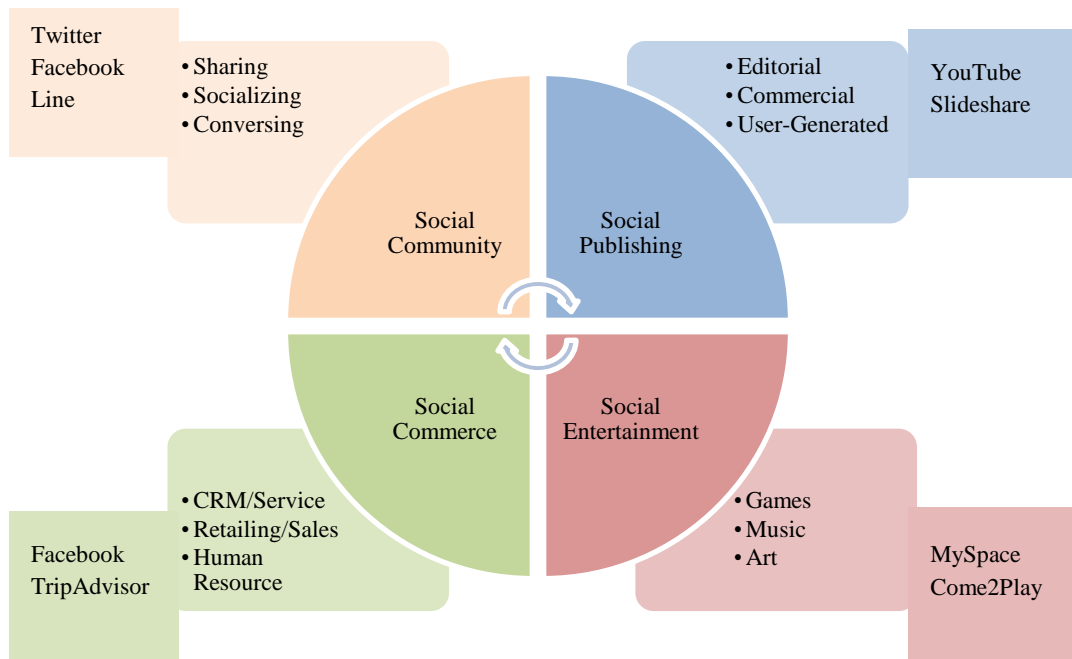 Twitter
Facebook
Line
• Sharing
• Socializing
• Conversing
Social
Community
• Editorial
• Commercial
• User-Generated
YouTube
Slideshare
Social
Publishing
Social
Commerce
• CRM/Service
• Retailing/Sales
• Human
Resource
Facebook
TripAdvisor
Social
Entertainment
• Games
• Music
• Art
MySpace
Come2Play